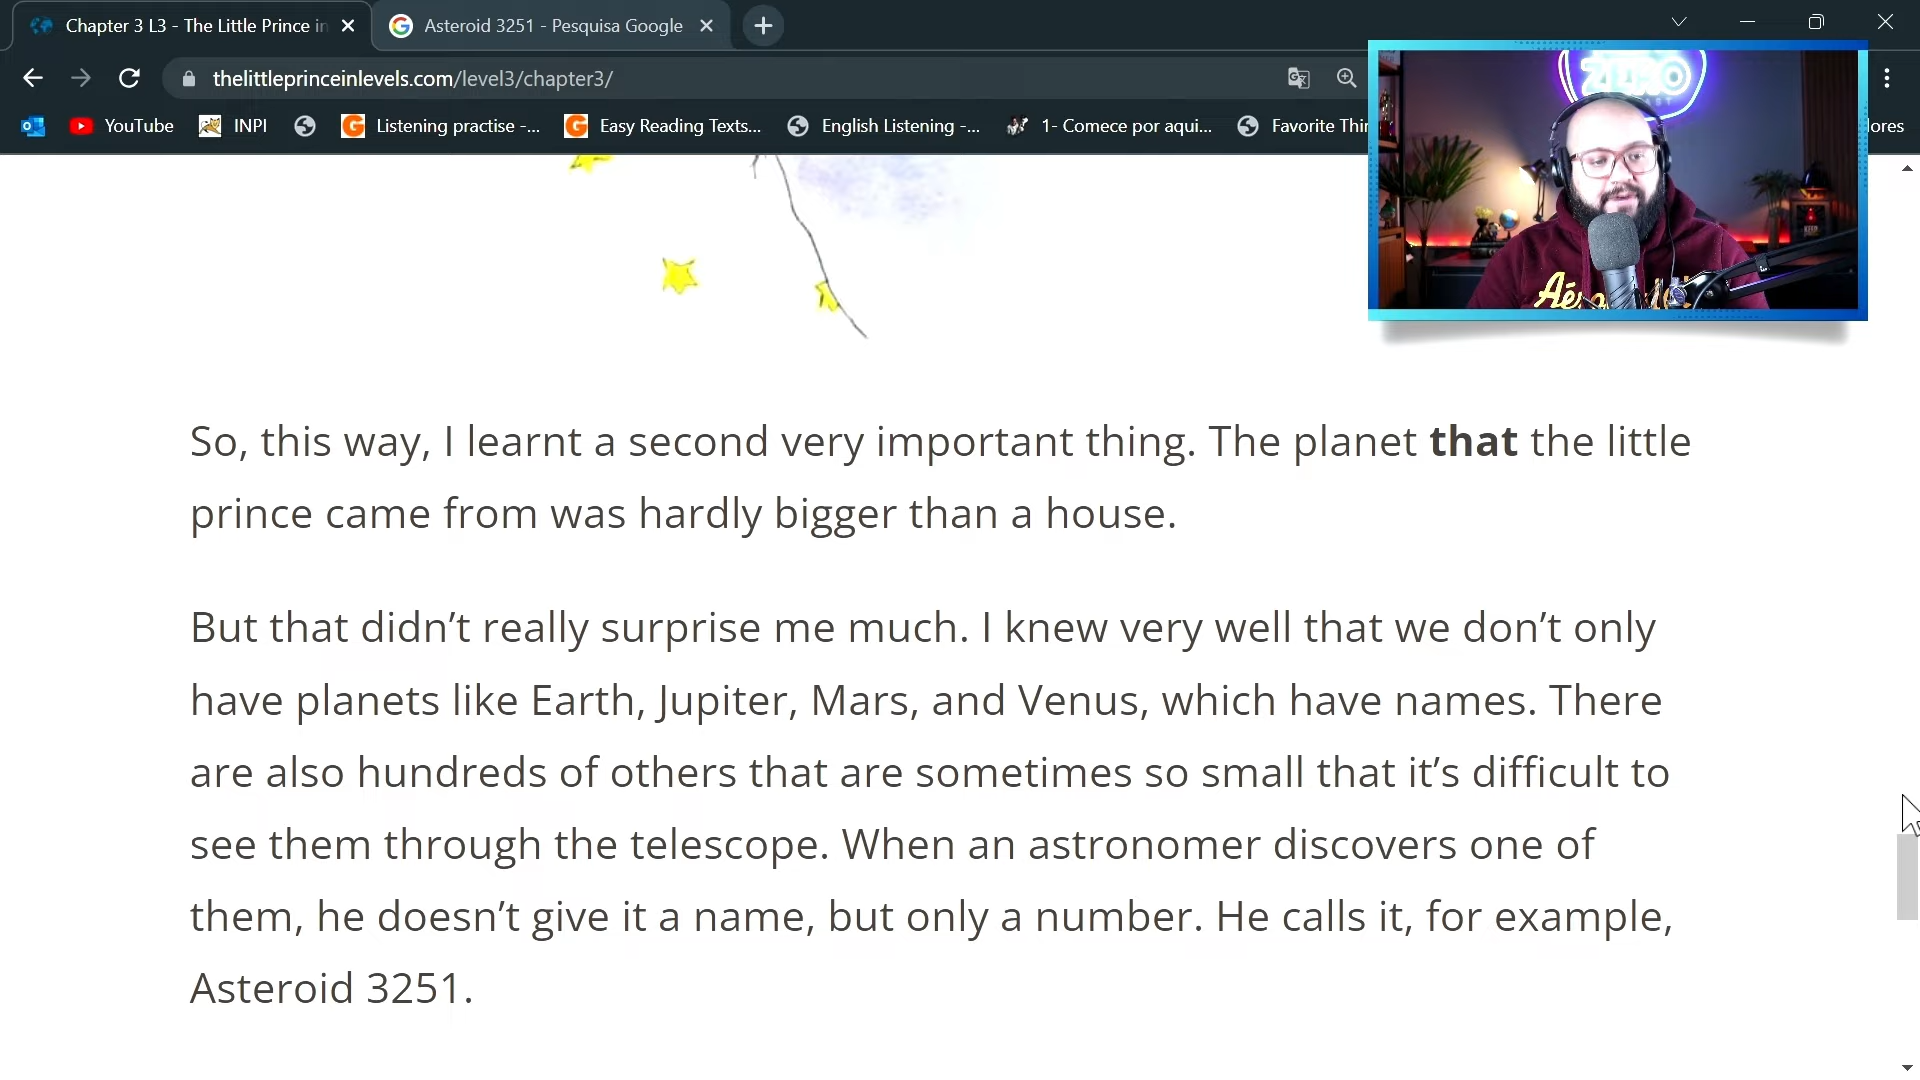 Chapter 3 L3 - The Little Prince in
Asteroid 3251 - Pesquisa Google
thelittleprinceinlevels.com/level3/chapter3/
YouTube
INPI
Listening practise -...
Easy Reading Texts...
English Listening -...
1- Comece por aqui...
Favorite Thin
lores
So, this way, I learnt a second very important thing. The planet that the little
prince came from was hardly bigger than a house.
But that didn’t really surprise me much. I knew very well that we don’t only
have planets like Earth, Jupiter, Mars, and Venus, which have names. There
are also hundreds of others that are sometimes so small that it’s difficult to
see them through the telescope. When an astronomer discovers one of
them, he doesn’t give it a name, but only a number. He calls it, for example,
Asteroid 3251.